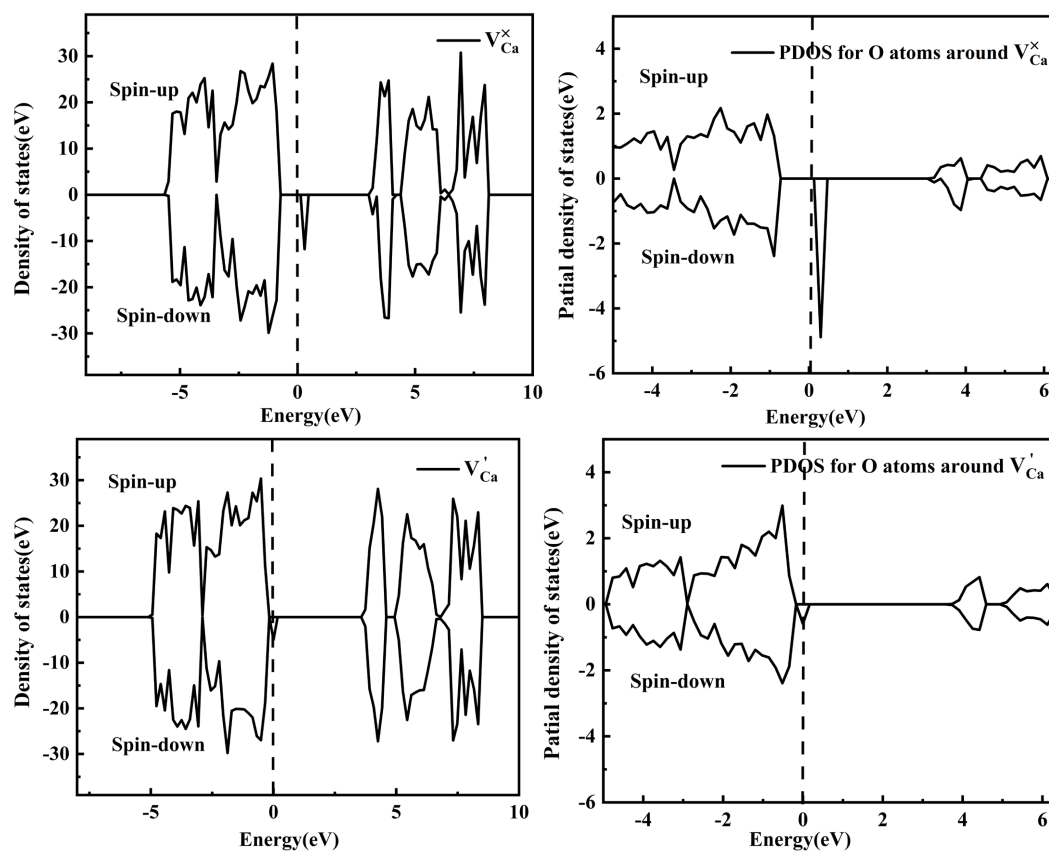 30
20
10
0
-10
-20
-30
Density of states(eV)
Spin-up
Spin-down
V_Ca^×
-5
0
5
10
Energy(eV)
4
2
0
-2
-4
-6
Patial density of states(eV)
Spin-up
Spin-down
PDOS for O atoms around V_Ca^×
-4
-2
0
2
4
6
Energy(eV)
30
20
10
0
-10
-20
-30
Density of states(eV)
Spin-up
Spin-down
V_Ca^'
-5
0
5
10
Energy(eV)
4
2
0
-2
-4
-6
Patial density of states(eV)
Spin-up
Spin-down
PDOS for O atoms around V_Ca^'
-4
-2
0
2
4
6
Energy(eV)